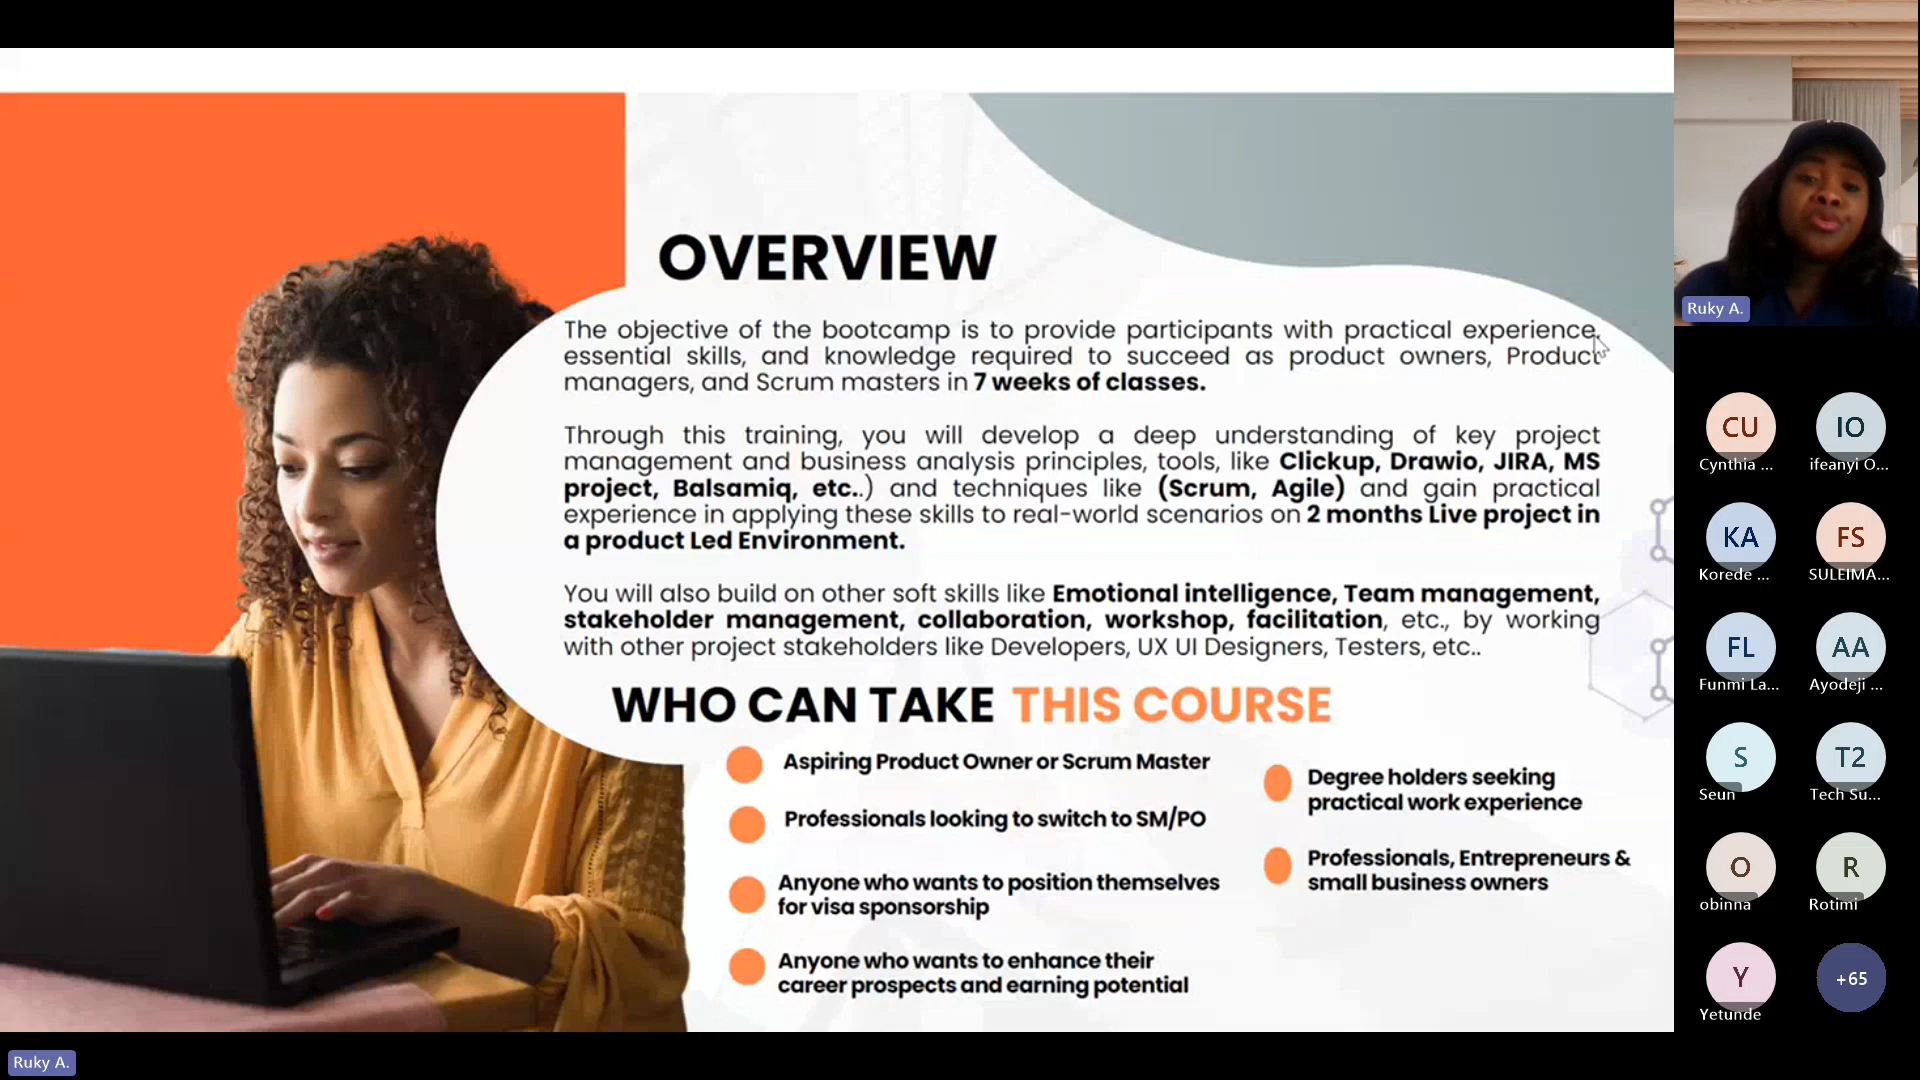 OVERVIEW
The objective of the bootcamp is to provide participants with practical experience,
essential skills, and knowledge required to succeed as product owners, Product
managers, and Scrum masters in 7 weeks of classes.
Through this training, you will develop a deep understanding of key project
management and business analysis principles, tools, like Clickup, Drawio, JIRA, MS
project, Balsamiq, etc..) and techniques like (Scrum, Agile) and gain practical
experience in applying these skills to real-world scenarios on 2 months Live project in
a product Led Environment.
You will also build on other soft skills like Emotional intelligence, Team management,
stakeholder management, collaboration, workshop, facilitation, etc., by working
with other project stakeholders like Developers, UX UI Designers, Testers, etc..
WHO CAN TAKE THIS COURSE
Aspiring Product Owner or Scrum Master
Professionals looking to switch to SM/PO
Anyone who wants to position themselves
for visa sponsorship
Anyone who wants to enhance their
career prospects and earning potential
Degree holders seeking
practical work experience
Professionals, Entrepreneurs &
small business owners
Ruky A.
CU
Cynthia ...
IO
ifeanyi O...
KA
Korede ...
FS
SULEIMA...
FL
Funmi La...
AA
Ayodeji ...
S
Seun
T2
Tech Su...
O
obinna
R
Rotimi
Y
Yetunde
+65
Ruky A.